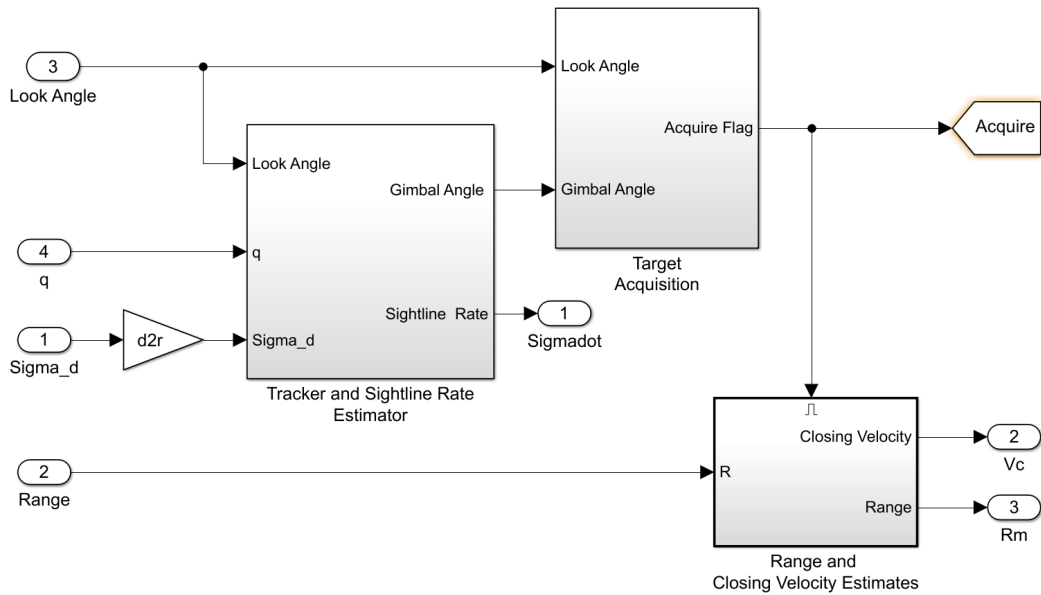 3
Look Angle
Look Angle
Acquire Flag
Gimbal Angle
Target
Acquisition
Acquire
Look Angle
Gimbal Angle
q
Sightline Rate
Sigma_d
Tracker and Sightline Rate
Estimator
4
q
1
Sigma_d
d2r
1
Sigmadot
2
Range
R
Closing Velocity
Range
Range and
Closing Velocity Estimates
2
Vc
3
Rm